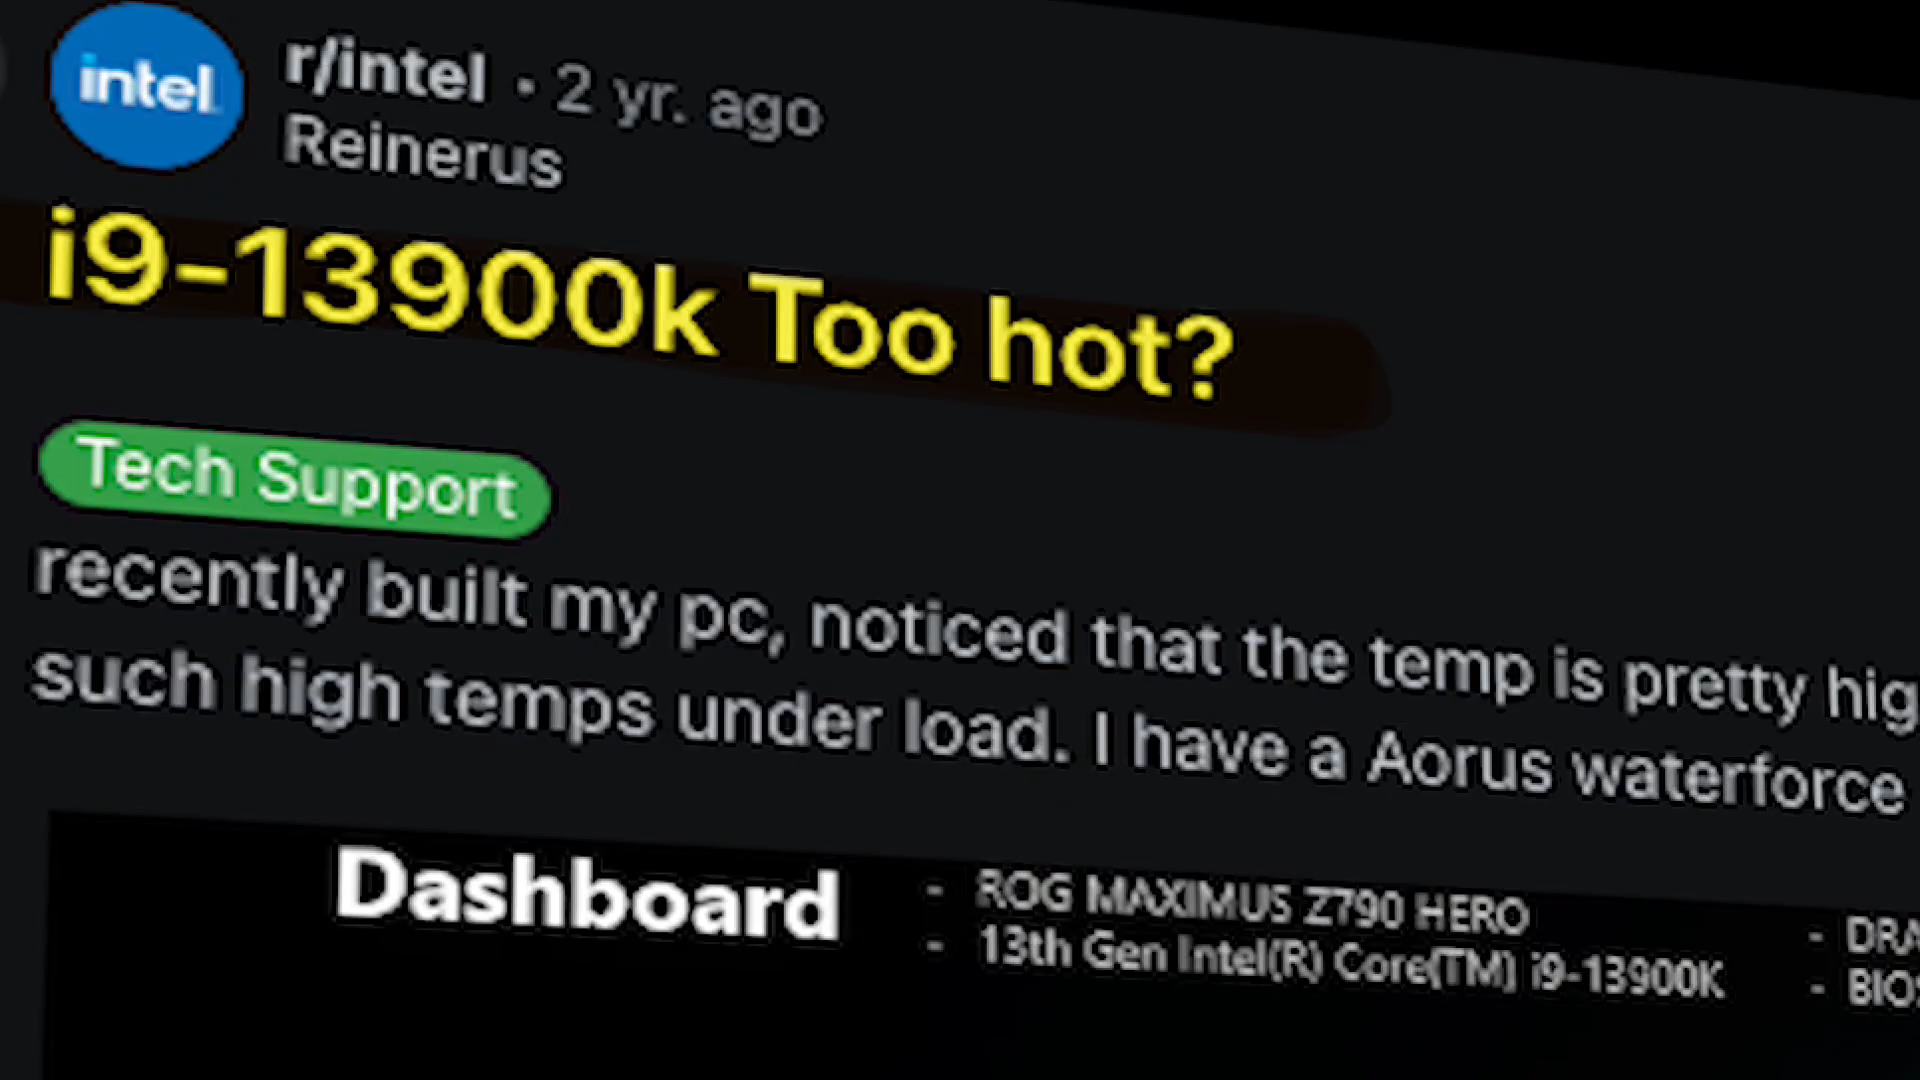 intel
r/intel • 2 yr. ago
Reinerus
i9-13900k Too hot?
Tech Support
recently built my pc, noticed that the temp is pretty
such high temps under load. I have a Aorus waterforce
Dashboard
- ROG MAXIMUS Z790 HERO
- 13th Gen Intel(R) Core(TM) i9-13900K